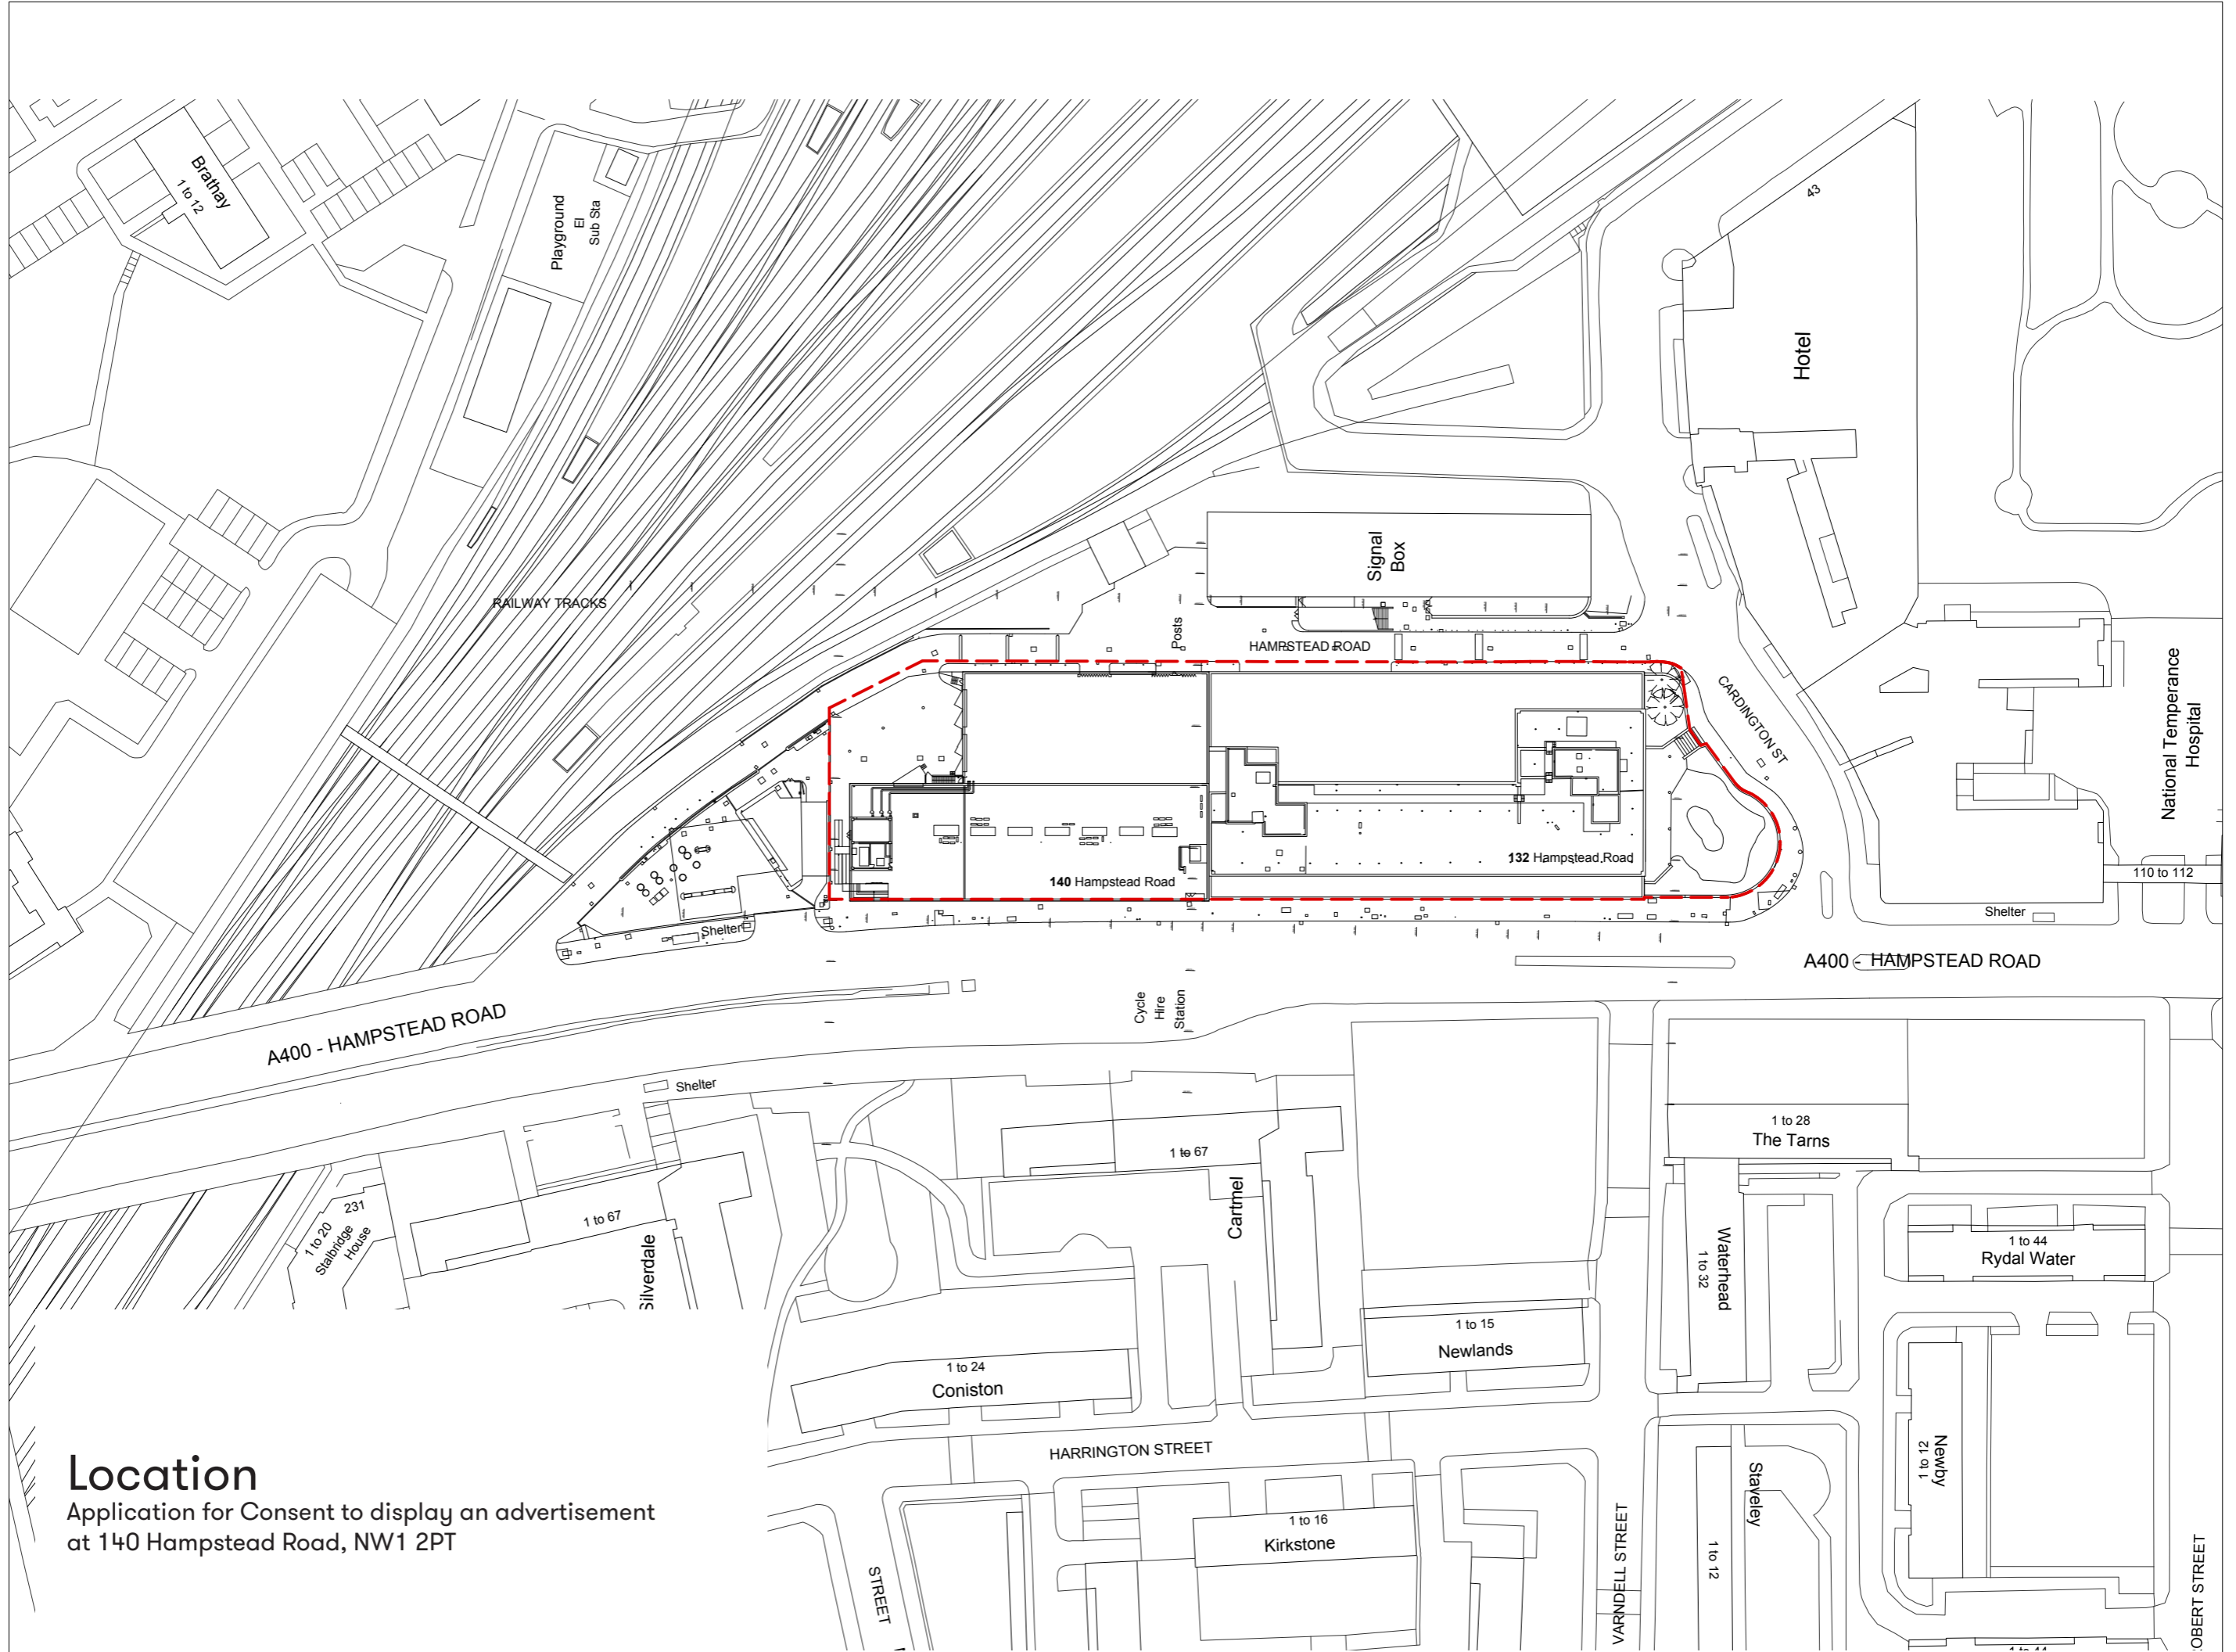 Brathay
1 to 12
Playground
El
Sub Sta
43
Hotel
RAILWAY TRACKS
Signal
Box
Posts
HAMPSTEAD ROAD
CARDINGTON ST
National Temperance
Hospital
132 Hampstead Road
140 Hampstead Road
110 to 112
Shelter
Shelter
A400 - HAMPSTEAD ROAD
A400 - HAMPSTEAD ROAD
Cycle
Hire
Station
Shelter
1 to 67
Cartmel
1 to 28
The Tarns
231
1 to 20
Stalbridge
House
1 to 67
Silverdale
Waterhead
1 to 32
1 to 44
Rydal Water
1 to 15
Newlands
1 to 24
Coniston
HARRINGTON STREET
Newby
1 to 12
Staveley
1 to 12
1 to 16
Kirkstone
VARNDELL STREET
STREET
OBERT STREET
1 to 44
Location
Application for Consent to display an advertisement
at 140 Hampstead Road, NW1 2PT